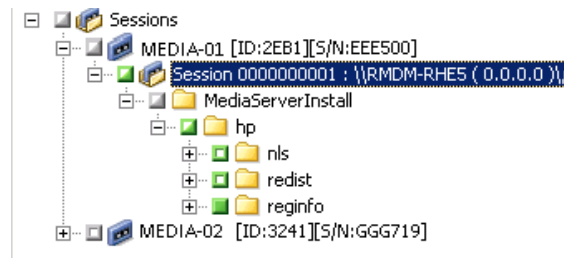 Sessions
MEDIA-01 [ID:2EB1][S/N:EEE500]
Session 0000000001 : \\RMDM-RHE5 ( 0.0.0.0 )\
MediaServerInstall
hp
nls
redist
reginfo
MEDIA-02 [ID:3241][S/N:GGG719]